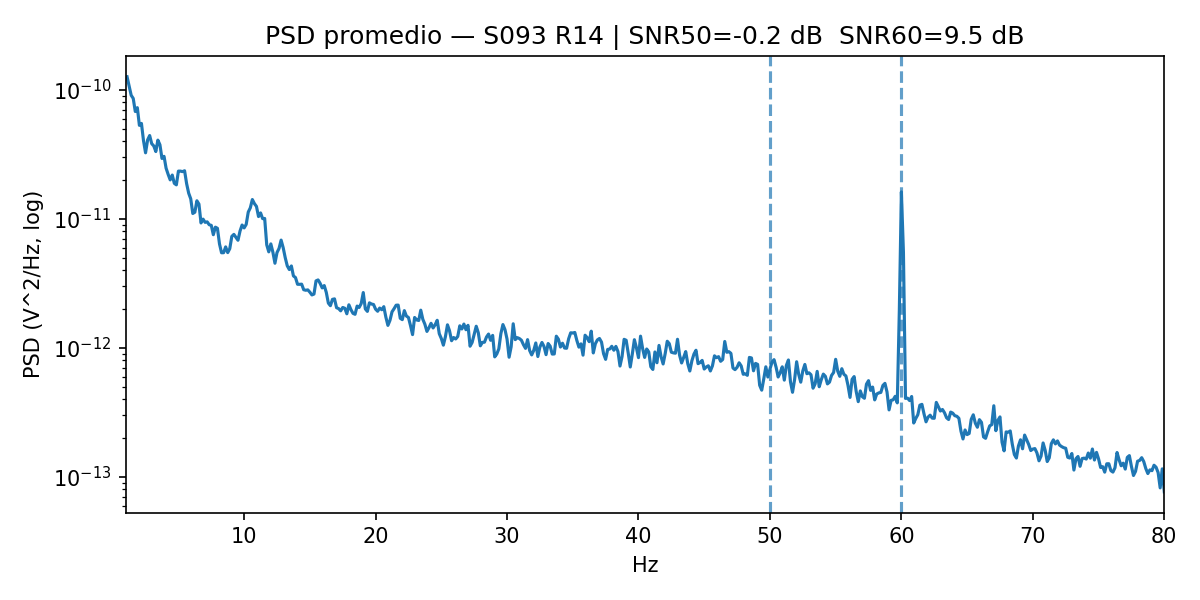 PSD promedio — S093 R14 | SNR50=-0.2 dB  SNR60=9.5 dB
PSD (V^2/Hz, log)
10^-10
10^-11
10^-12
10^-13
10 20 30 40 50 60 70 80
Hz